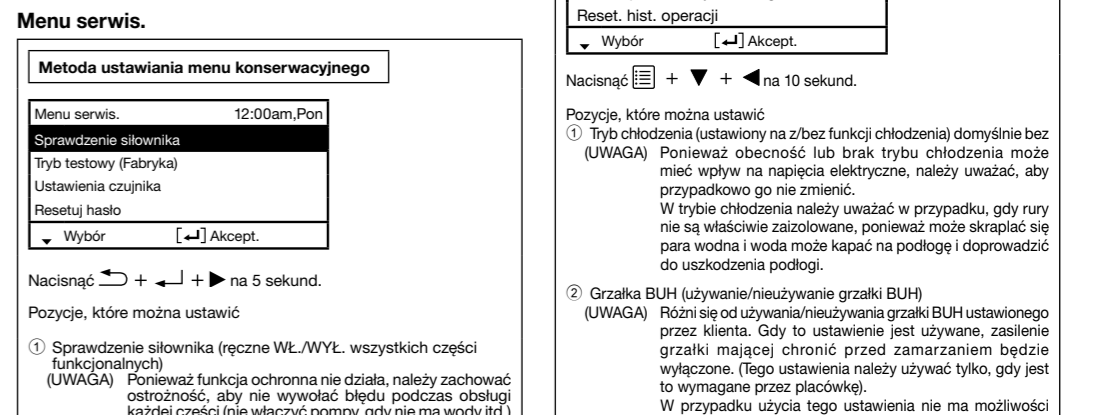 Menu serwis.
Metoda ustawiania menu konserwacyjnego
Menu serwis. 12:00am,Pon
Sprawdzenie siłownika
Tryb testowy (Fabryka)
Ustawienia czujnika
Resetuj hasło
Wybór [↵] Akcept.
Nacisnąć + + na 5 sekund.
Pozycje, które można ustawić
① Sprawdzenie siłownika (ręczne WŁ./WYŁ. wszystkich części
funkcjonalnych)
(UWAGA) Ponieważ funkcja ochronna nie działa, należy zachować
ostrożność, aby nie wywołać błędu podczas obsługi
każdej części (nie włączyć pompy, gdy nie ma wody itd.)
Reset. hist. operacji
Wybór [↵] Akcept.
Nacisnąć + ▼ + ◀ na 10 sekund.
Pozycje, które można ustawić
① Tryb chłodzenia (ustawiony na z/bez funkcji chłodzenia) domyślnie bez
(UWAGA) Ponieważ obecność lub brak trybu chłodzenia może
mieć wpływ na napięcia elektryczne, należy uważać, aby
przypadkowo go nie zmienić.
W trybie chłodzenia należy uważać w przypadku, gdy rury
nie są właściwie zaizolowane, ponieważ może skraplać się
para wodna i woda może kapać na podłogę i doprowadzić
do uszkodzenia podłogi.
② Grzałka BUH (używanie/nieużywanie grzałki BUH)
(UWAGA) Różni się od używania/nieużywania grzałki BUH ustawionego
przez klienta. Gdy to ustawienie jest używane, zasilenie
grzałki mającej chronić przed zamarzaniem będzie
wyłączone. (Tego ustawienia należy używać tylko, gdy jest
to wymagane przez placówkę).
W przypadku użycia tego ustawienia nie ma możliwości